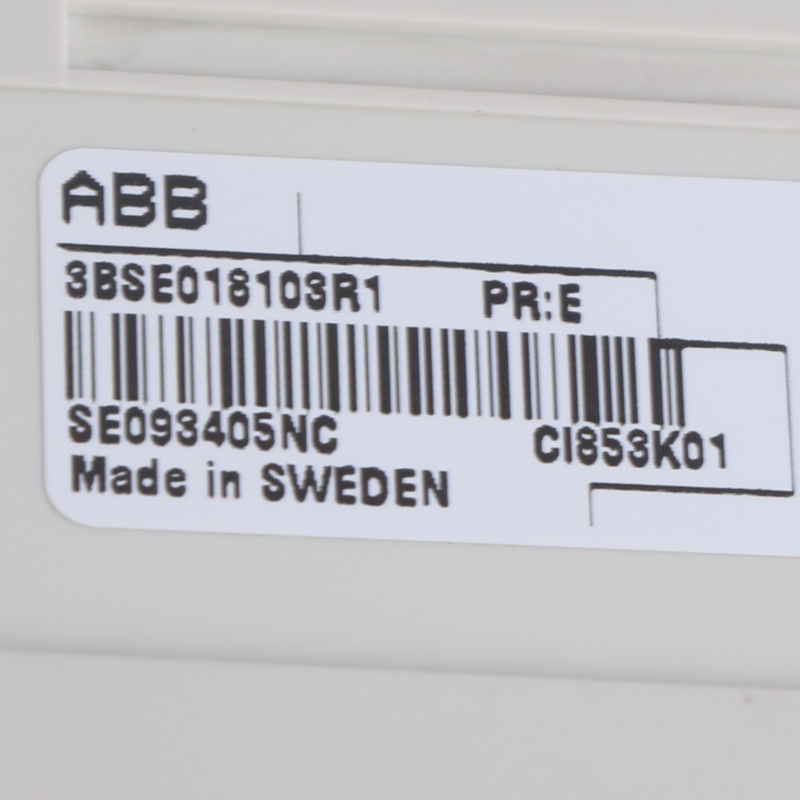 ABB
3BSE018103R1 PR:E
SE093405NC CI853K01
Made in SWEDEN